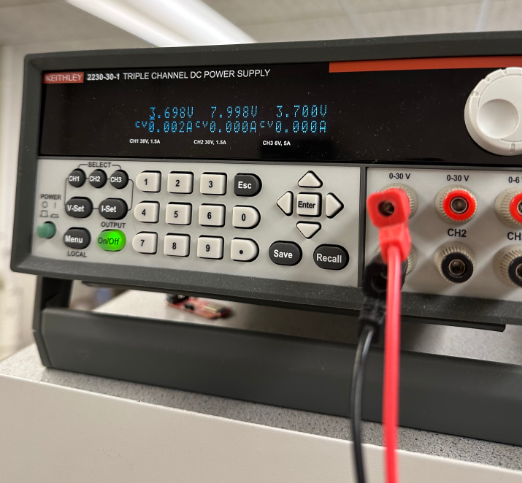 KEITHLEY 2230-30-1 TRIPLE CHANNEL DC POWER SUPPLY
3.698V 7.998V 3.700V
CV0.002A CV0.000A CV0.000A
CH1 30V, 1.5A CH2 30V, 1.5A CH3 6V, 5A
SELECT
CH1 CH2 CH3 1 2 3 Esc
POWER
V-Set I-Set 4 5 6 0 Enter
OUTPUT
Menu On/Off 7 8 9 . Save Recall
LOCAL
0-30 V 0-30 V 0-6
CH2 CH